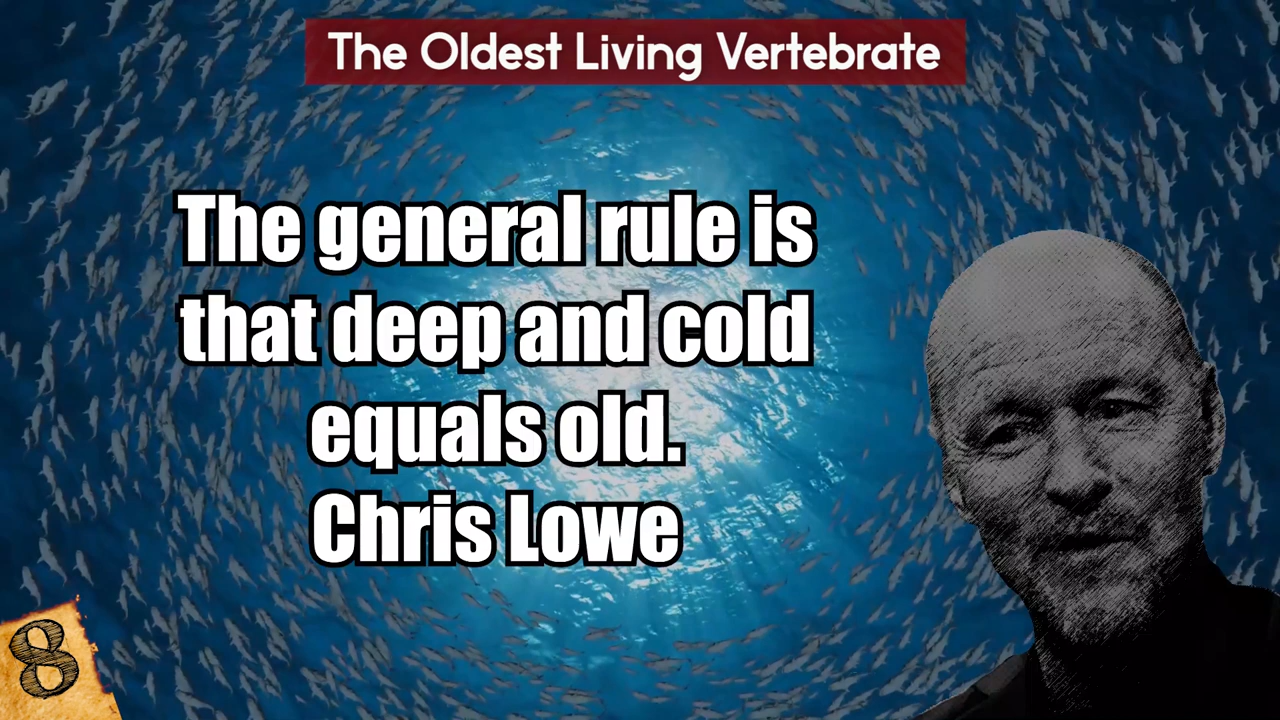 The Oldest Living Vertebrate
The general rule is
that deep and cold
equals old.
Chris Lowe
8